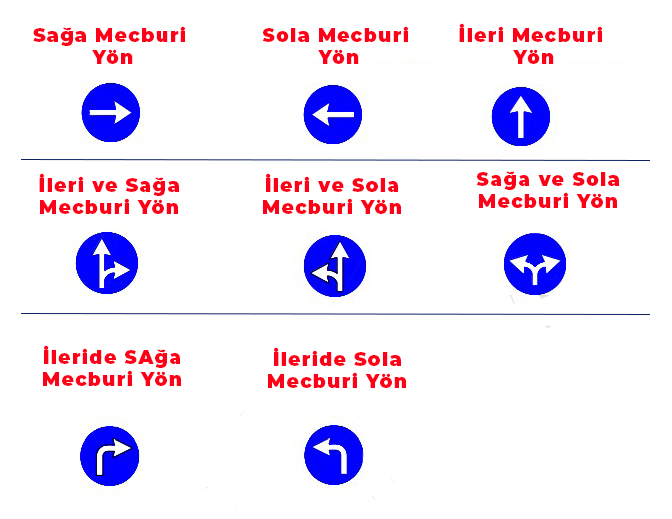 Sağa Mecburi
Yön
Sola Mecburi
Yön
İleri Mecburi
Yön
İleri ve Sağa
Mecburi Yön
İleri ve Sola
Mecburi Yön
Sağa ve Sola
Mecburi Yön
İleride SAğa
Mecburi Yön
İleride Sola
Mecburi Yön